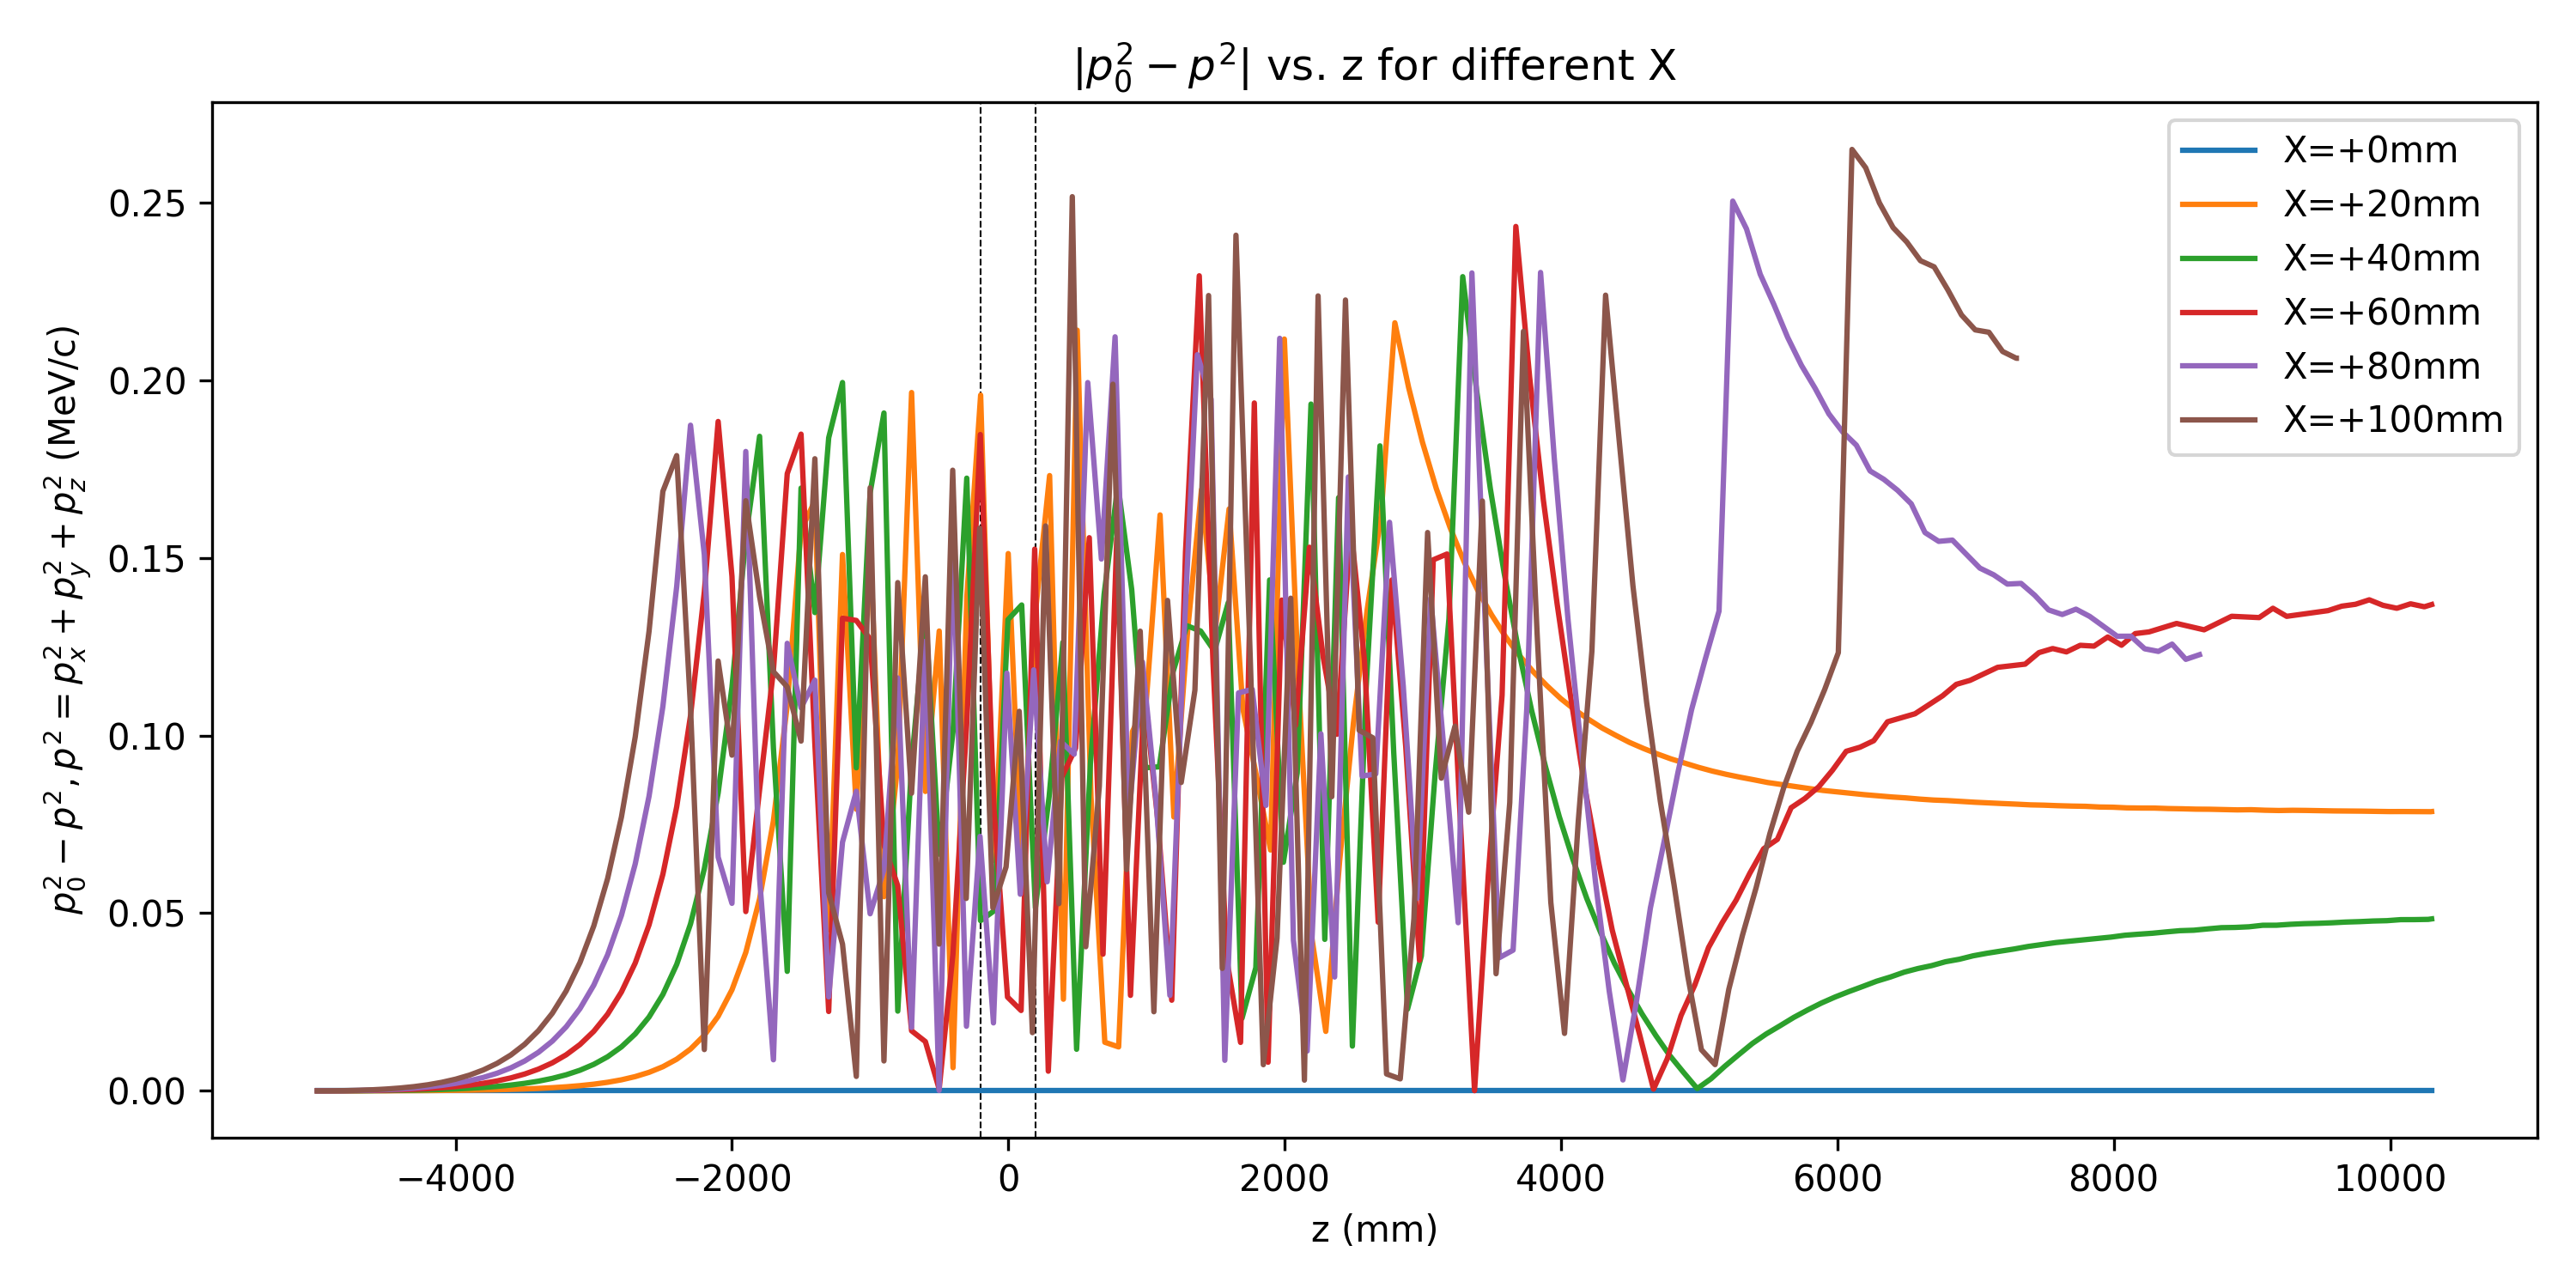 |p₀² − p²| vs. z for different X
p₀² − p², p² = pₓ² + p_y² + p_z² (MeV/c)
0.25
0.20
0.15
0.10
0.05
0.00
X=+0mm
X=+20mm
X=+40mm
X=+60mm
X=+80mm
X=+100mm
−4000 −2000 0 2000 4000 6000 8000 10000
z (mm)